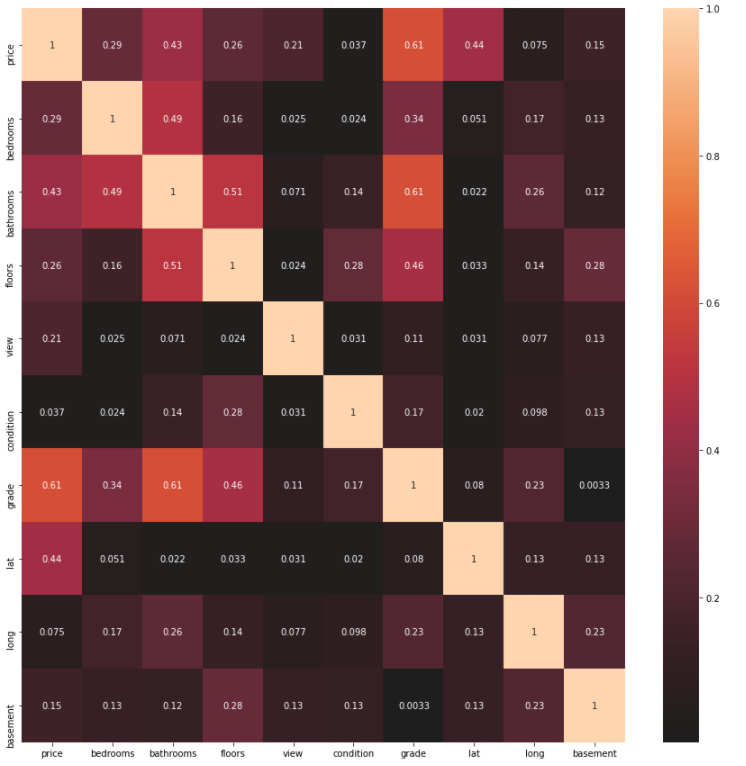 price 1 0.29 0.43 0.26 0.21 0.037 0.61 0.44 0.075 0.15
bedrooms 0.29 1 0.49 0.16 0.025 0.024 0.34 0.051 0.17 0.13
bathrooms 0.43 0.49 1 0.51 0.071 0.14 0.61 0.022 0.26 0.12
floors 0.26 0.16 0.51 1 0.024 0.28 0.46 0.033 0.14 0.28
view 0.21 0.025 0.071 0.024 1 0.031 0.11 0.031 0.077 0.13
condition 0.037 0.024 0.14 0.28 0.031 1 0.17 0.02 0.098 0.13
grade 0.61 0.34 0.61 0.46 0.11 0.17 1 0.08 0.23 0.0033
lat 0.44 0.051 0.022 0.033 0.031 0.02 0.08 1 0.13 0.13
long 0.075 0.17 0.26 0.14 0.077 0.098 0.23 0.13 1 0.23
basement 0.15 0.13 0.12 0.28 0.13 0.13 0.0033 0.13 0.23 1
price bedrooms bathrooms floors view condition grade lat long basement
1.0
0.8
0.6
0.4
0.2